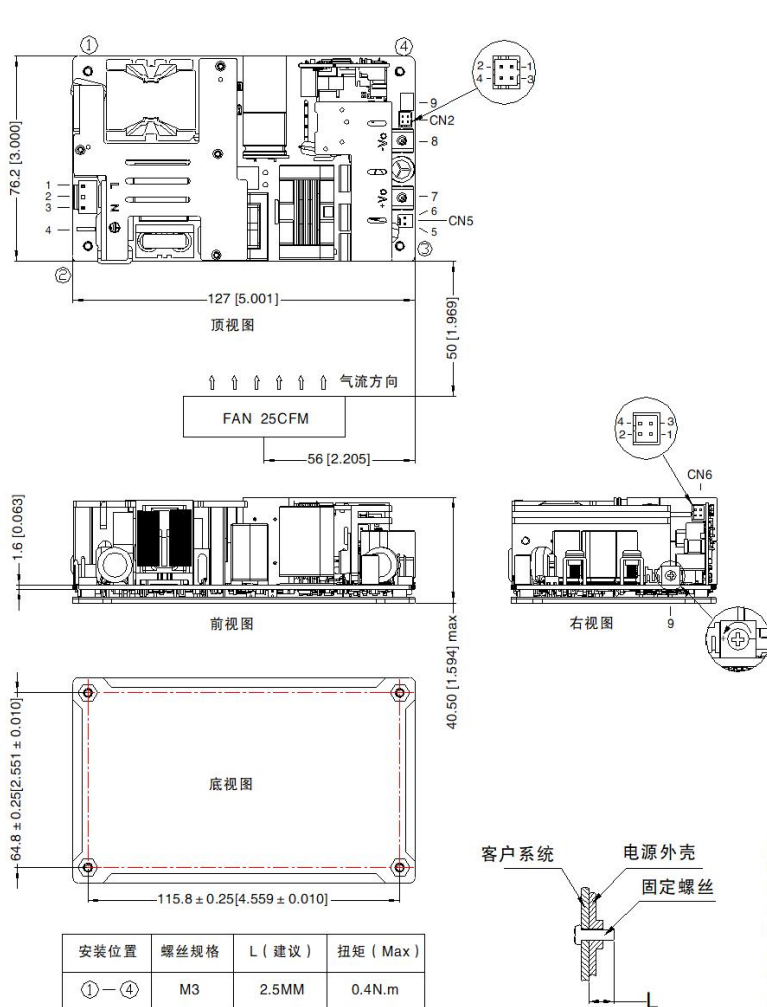 ① ④
2 1
4 3
9
CN2
-Vo
8
76.2 [3.000]
1
2
3
4
L
N
+Vo
7
6
CN5
5
②
③
127 [5.001]
顶视图
50 [1.969]
气流方向
FAN 25CFM
56 [2.205]
4 3
2 1
CN6
1.6 [0.063]
前视图
40.50 [1.594] max
右视图
9
64.8±0.25[2.551±0.010]
底视图
115.8±0.25[4.559±0.010]
客户系统
电源外壳
固定螺丝
L
安装位置 螺丝规格 L(建议) 扭矩(Max)
①—④ M3 2.5MM 0.4N.m